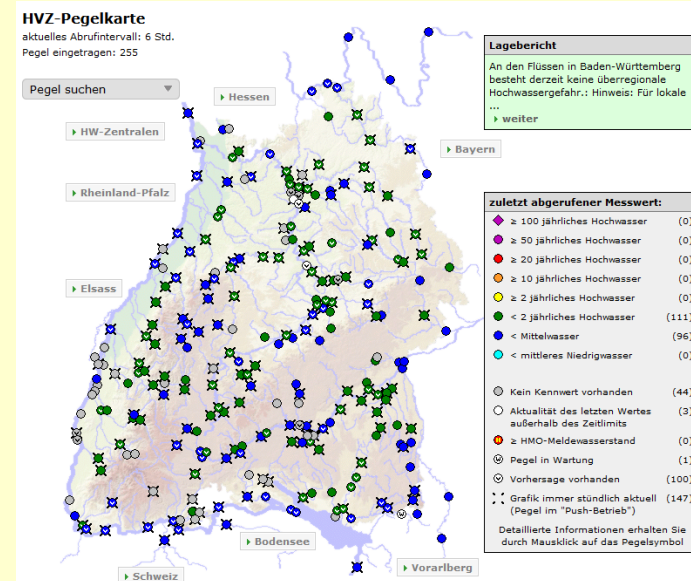 HVZ-Pegelkarte
aktuelles Abrufintervall: 6 Std.
Pegel eingetragen: 255
Pegel suchen
Hessen
HW-Zentralen
Bayern
Rheinland-Pfalz
Elsass
Bodensee
Vorarlberg
Schweiz
Lagebericht
An den Flüssen in Baden-Württemberg
besteht derzeit keine überregionale
Hochwassergefahr.: Hinweis: Für lokale
...
weiter
zuletzt abgerufener Messwert:
≥ 100 jährliches Hochwasser (0)
≥ 50 jährliches Hochwasser (0)
≥ 20 jährliches Hochwasser (0)
≥ 10 jährliches Hochwasser (0)
≥ 2 jährliches Hochwasser (0)
< 2 jährliches Hochwasser (111)
< Mittelwasser (96)
< mittleres Niedrigwasser (0)
Kein Kennwert vorhanden (44)
Aktualität des letzten Wertes (3)
außerhalb des Zeitlimits
≥ HMO-Meldewasserstand (0)
Pegel in Wartung (1)
Vorhersage vorhanden (100)
Grafik immer stündlich aktuell (147)
(Pegel im "Push-Betrieb")
Detaillierte Informationen erhalten Sie
durch Mausklick auf das Pegelsymbol